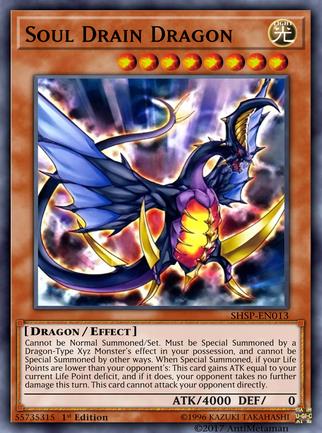 SOUL DRAIN DRAGON
LIGHT
光
SHSP-EN013
[DRAGON / EFFECT]
Cannot be Normal Summoned/Set. Must be Special Summoned by a
Dragon-Type Xyz Monster's effect in your possession, and cannot be
Special Summoned by other ways. When Special Summoned, if your Life
Points are lower than your opponent's: This card gains ATK equal to your
current Life Point deficit, and if it does, your opponent takes no further
damage this turn. This card cannot attack your opponent directly.
ATK/4000 DEF/ 0
55735315 1st Edition ©1996 KAZUKI TAKAHASHI
©2017 AntiMetaman